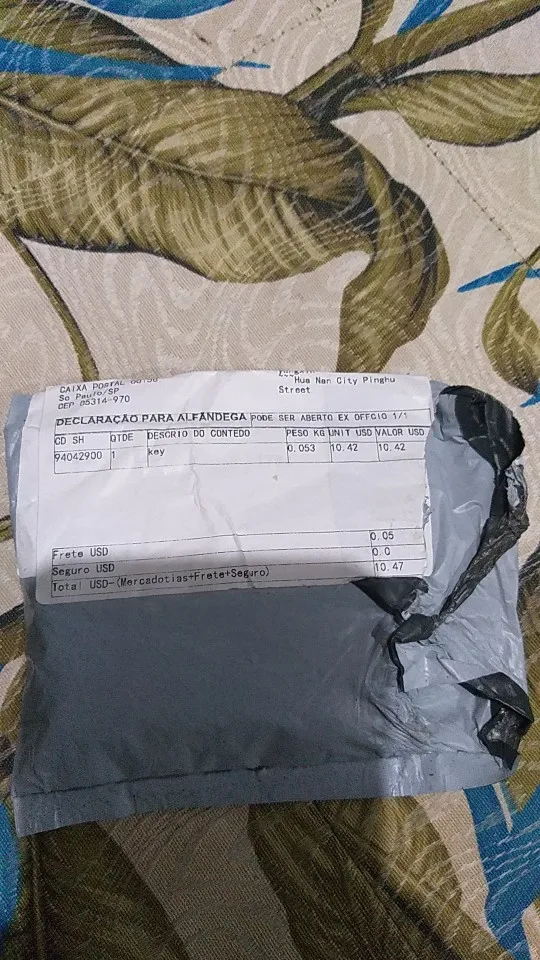 CAIXA POSTAL
So Paulo/SP
CEP 05314-970
Hua Nan City Pinghu
Street
DECLARAÇÃO PARA ALFÂNDEGA PODE SER ABERTO EX OFFCIO 1/1
CD SH QTDE DESCRIO DO CONTEDO PESO KG UNIT USD VALOR USD
94042900 1 key 0.053 10.42 10.42
Frete USD 0.05
Seguro USD 0.0
Total USD-(Mercadotias+Frete+Seguro) 10.47